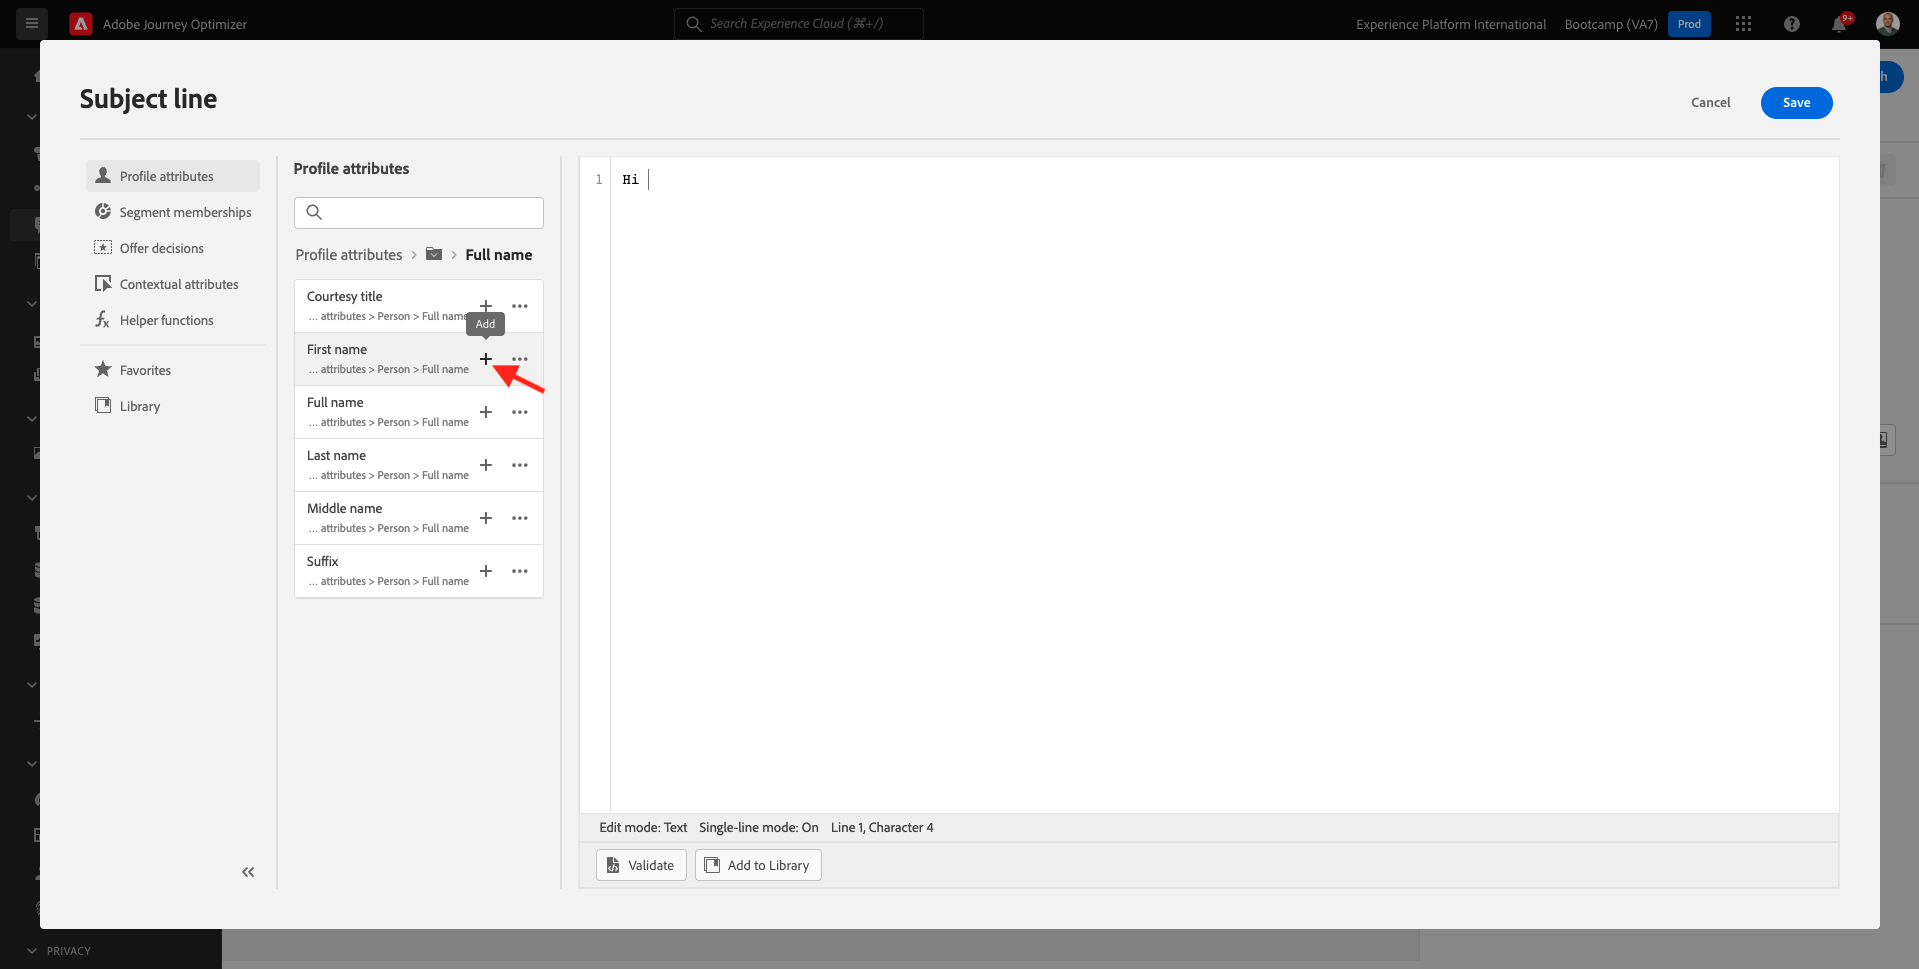 Adobe Journey Optimizer
Search Experience Cloud (⌘+/)
Experience Platform International
Bootcamp (VA7)
Prod
9+
Subject line
Cancel
Save
h
Profile attributes
Segment memberships
Offer decisions
Contextual attributes
Helper functions
Favorites
Library
Profile attributes
Profile attributes > > Full name
Courtesy title
... attributes > Person > Full name
Add
First name
... attributes > Person > Full name
Full name
... attributes > Person > Full name
Last name
... attributes > Person > Full name
Middle name
... attributes > Person > Full name
Suffix
... attributes > Person > Full name
1 Hi
Edit mode: Text Single-line mode: On Line 1, Character 4
Validate
Add to Library
PRIVACY